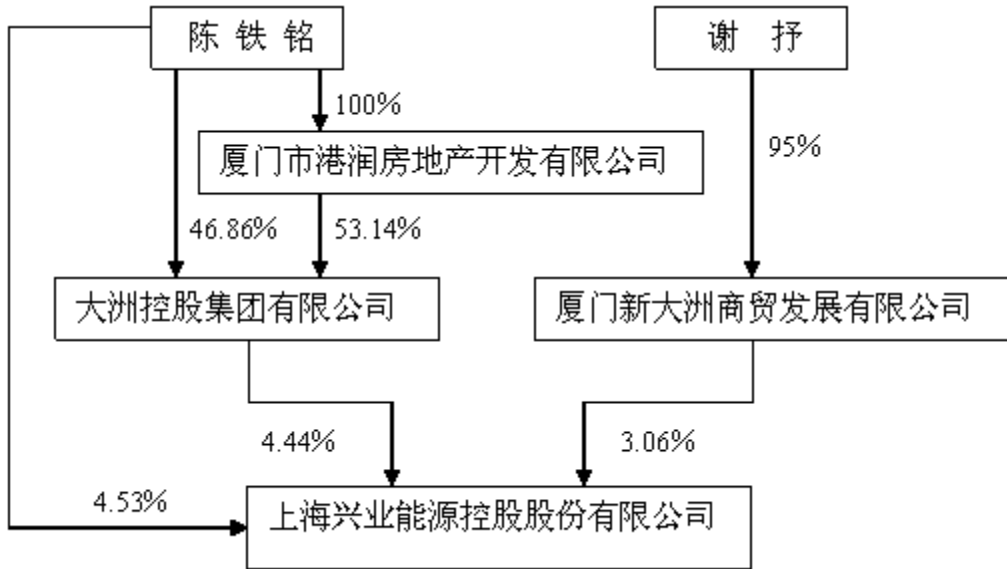 陈 铁 铭
谢 抒
100%
厦门市港润房地产开发有限公司
95%
46.86%
53.14%
大洲控股集团有限公司
厦门新大洲商贸发展有限公司
4.44%
3.06%
4.53%
上海兴业能源控股股份有限公司